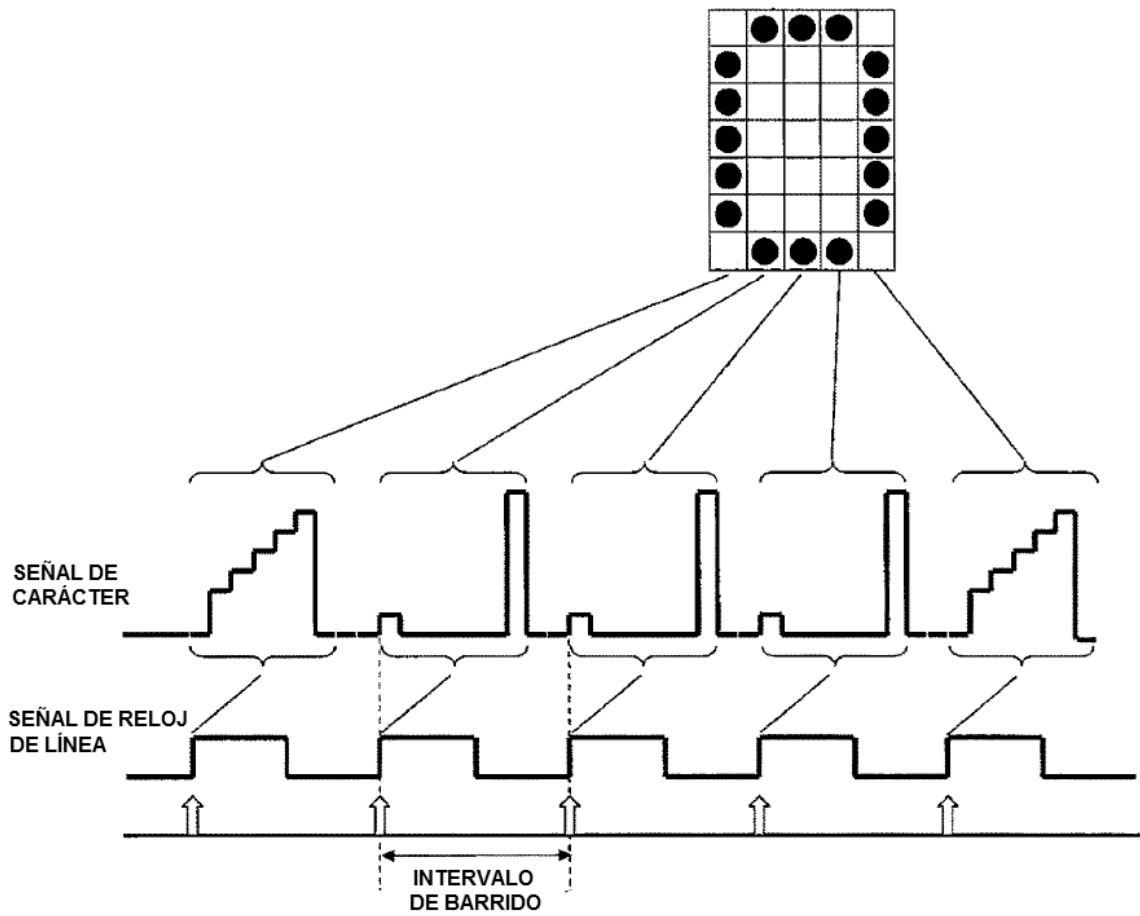 SEÑAL DE
CARÁCTER
SEÑAL DE RELOJ
DE LÍNEA
INTERVALO
DE BARRIDO